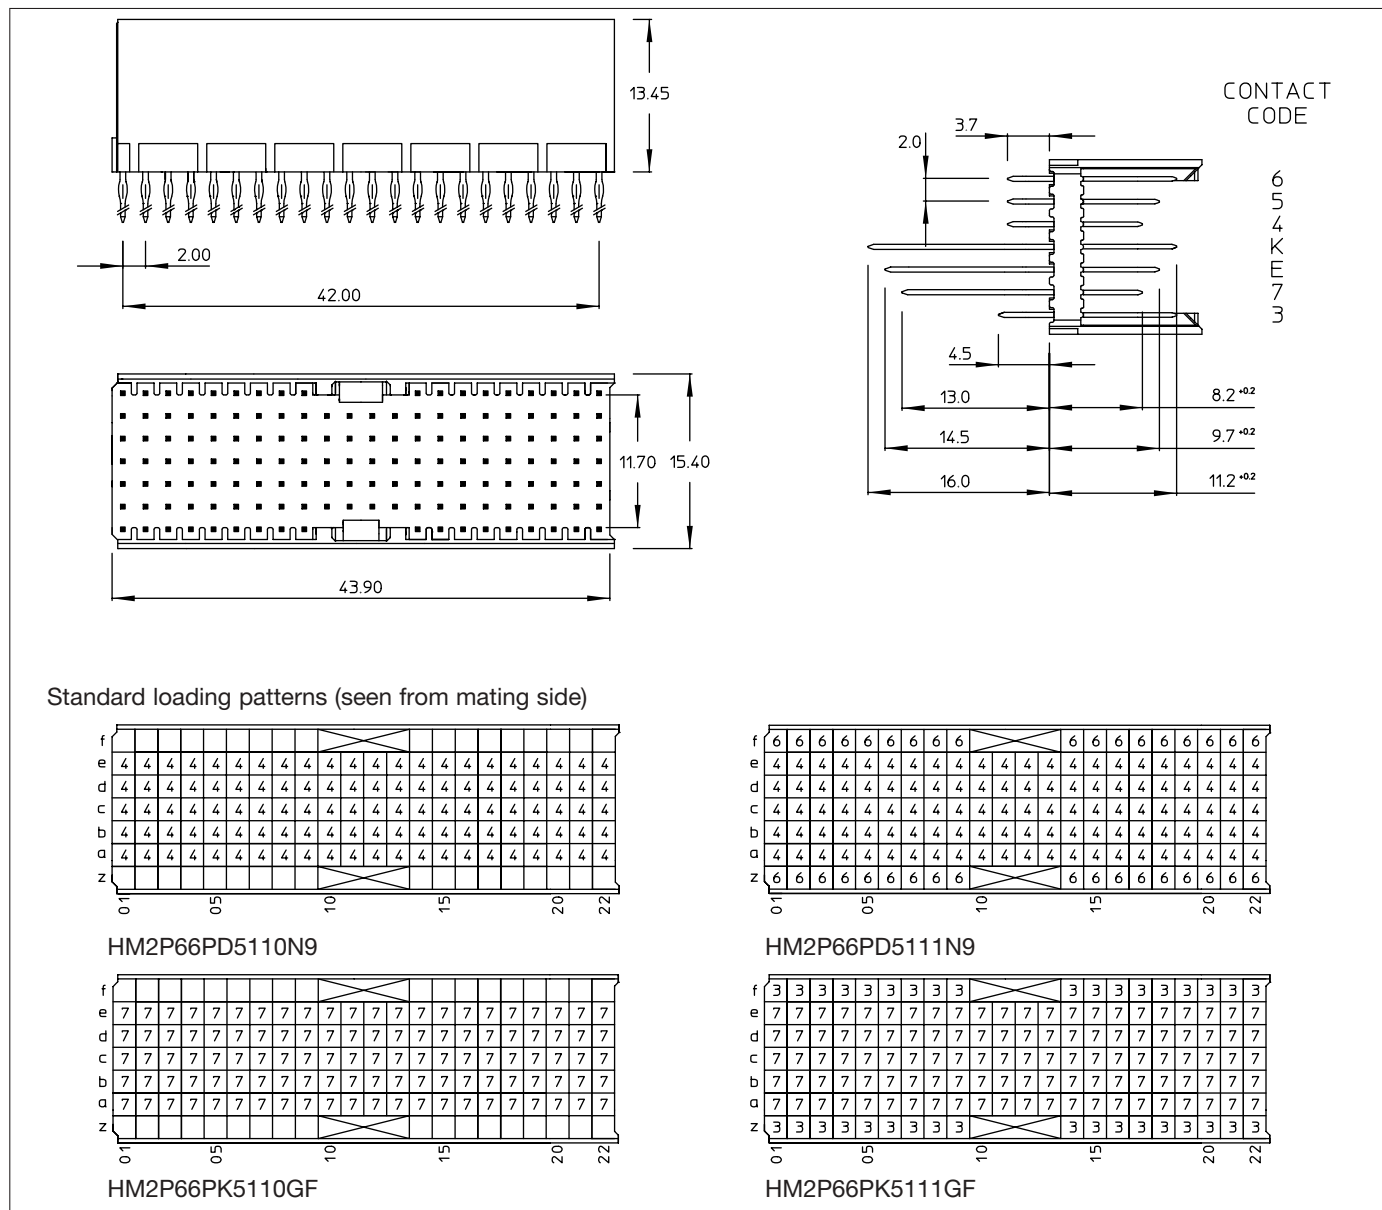 13.45
2.00
42.00
11.70 15.40
43.90
CONTACT
CODE
3.7
2.0
6
5
4
K
E
7
3
4.5
13.0 8.2 +0.2
14.5 9.7 +0.2
16.0 11.2 +0.2
Standard loading patterns (seen from mating side)
f
e 4 4 4 4 4 4 4 4 4 4 4 4 4 4 4 4 4 4 4 4 4 4
d 4 4 4 4 4 4 4 4 4 4 4 4 4 4 4 4 4 4 4 4 4 4
c 4 4 4 4 4 4 4 4 4 4 4 4 4 4 4 4 4 4 4 4 4 4
b 4 4 4 4 4 4 4 4 4 4 4 4 4 4 4 4 4 4 4 4 4 4
a 4 4 4 4 4 4 4 4 4 4 4 4 4 4 4 4 4 4 4 4 4 4
z
01 05 10 15 20 22
HM2P66PD5110N9
f 6 6 6 6 6 6 6 6 6 6 6 6 6 6 6 6 6 6
e 4 4 4 4 4 4 4 4 4 4 4 4 4 4 4 4 4 4 4 4 4 4
d 4 4 4 4 4 4 4 4 4 4 4 4 4 4 4 4 4 4 4 4 4 4
c 4 4 4 4 4 4 4 4 4 4 4 4 4 4 4 4 4 4 4 4 4 4
b 4 4 4 4 4 4 4 4 4 4 4 4 4 4 4 4 4 4 4 4 4 4
a 4 4 4 4 4 4 4 4 4 4 4 4 4 4 4 4 4 4 4 4 4 4
z 6 6 6 6 6 6 6 6 6 6 6 6 6 6 6 6 6 6
01 05 10 15 20 22
HM2P66PD5111N9
f
e 7 7 7 7 7 7 7 7 7 7 7 7 7 7 7 7 7 7 7 7 7 7
d 7 7 7 7 7 7 7 7 7 7 7 7 7 7 7 7 7 7 7 7 7 7
c 7 7 7 7 7 7 7 7 7 7 7 7 7 7 7 7 7 7 7 7 7 7
b 7 7 7 7 7 7 7 7 7 7 7 7 7 7 7 7 7 7 7 7 7 7
a 7 7 7 7 7 7 7 7 7 7 7 7 7 7 7 7 7 7 7 7 7 7
z
01 05 10 15 20 22
HM2P66PK5110GF
f 3 3 3 3 3 3 3 3 3 3 3 3 3 3 3 3 3 3
e 7 7 7 7 7 7 7 7 7 7 7 7 7 7 7 7 7 7 7 7 7 7
d 7 7 7 7 7 7 7 7 7 7 7 7 7 7 7 7 7 7 7 7 7 7
c 7 7 7 7 7 7 7 7 7 7 7 7 7 7 7 7 7 7 7 7 7 7
b 7 7 7 7 7 7 7 7 7 7 7 7 7 7 7 7 7 7 7 7 7 7
a 7 7 7 7 7 7 7 7 7 7 7 7 7 7 7 7 7 7 7 7 7 7
z 3 3 3 3 3 3 3 3 3 3 3 3 3 3 3 3 3 3
01 05 10 15 20 22
HM2P66PK5111GF